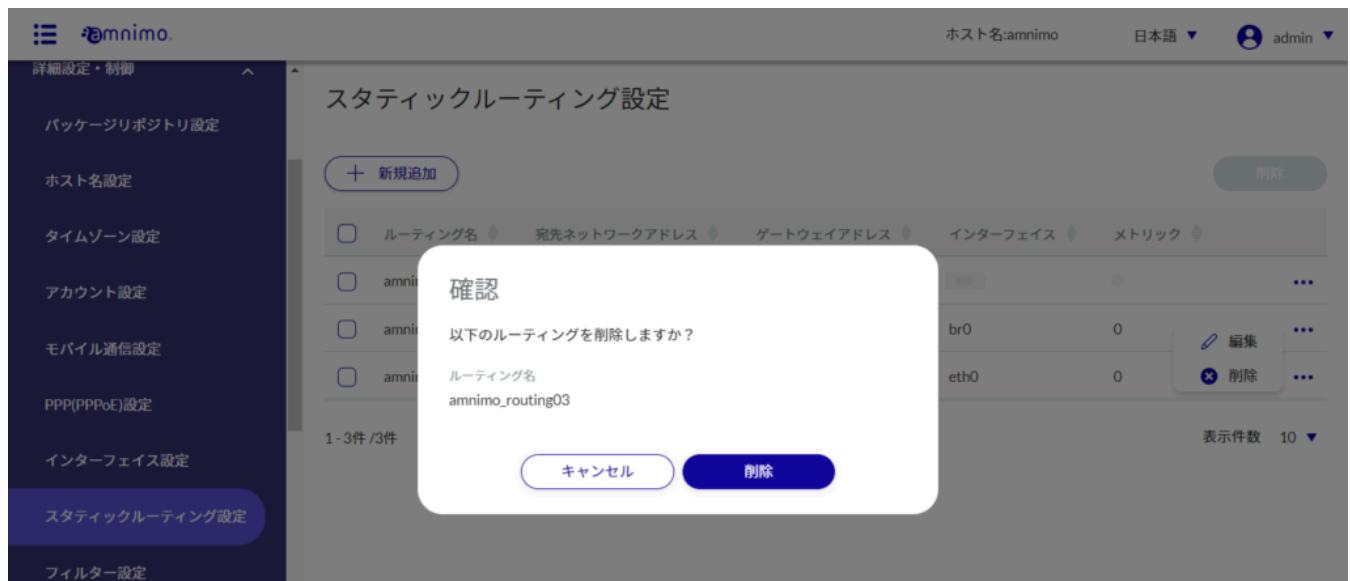 amnimo
ホスト名:amnimo
日本語
admin
詳細設定・制御
パッケージリポジトリ設定
ホスト名設定
タイムゾーン設定
アカウント設定
モバイル通信設定
PPP(PPPoE)設定
インターフェイス設定
スタティックルーティング設定
フィルター設定
スタティックルーティング設定
新規追加
削除
ルーティング名 宛先ネットワークアドレス ゲートウェイアドレス インターフェイス メトリック
br0 0
eth0 0
編集
削除
1 - 3件 /3件
表示件数 10
確認
以下のルーティングを削除しますか？
ルーティング名
amnimo_routing03
キャンセル
削除